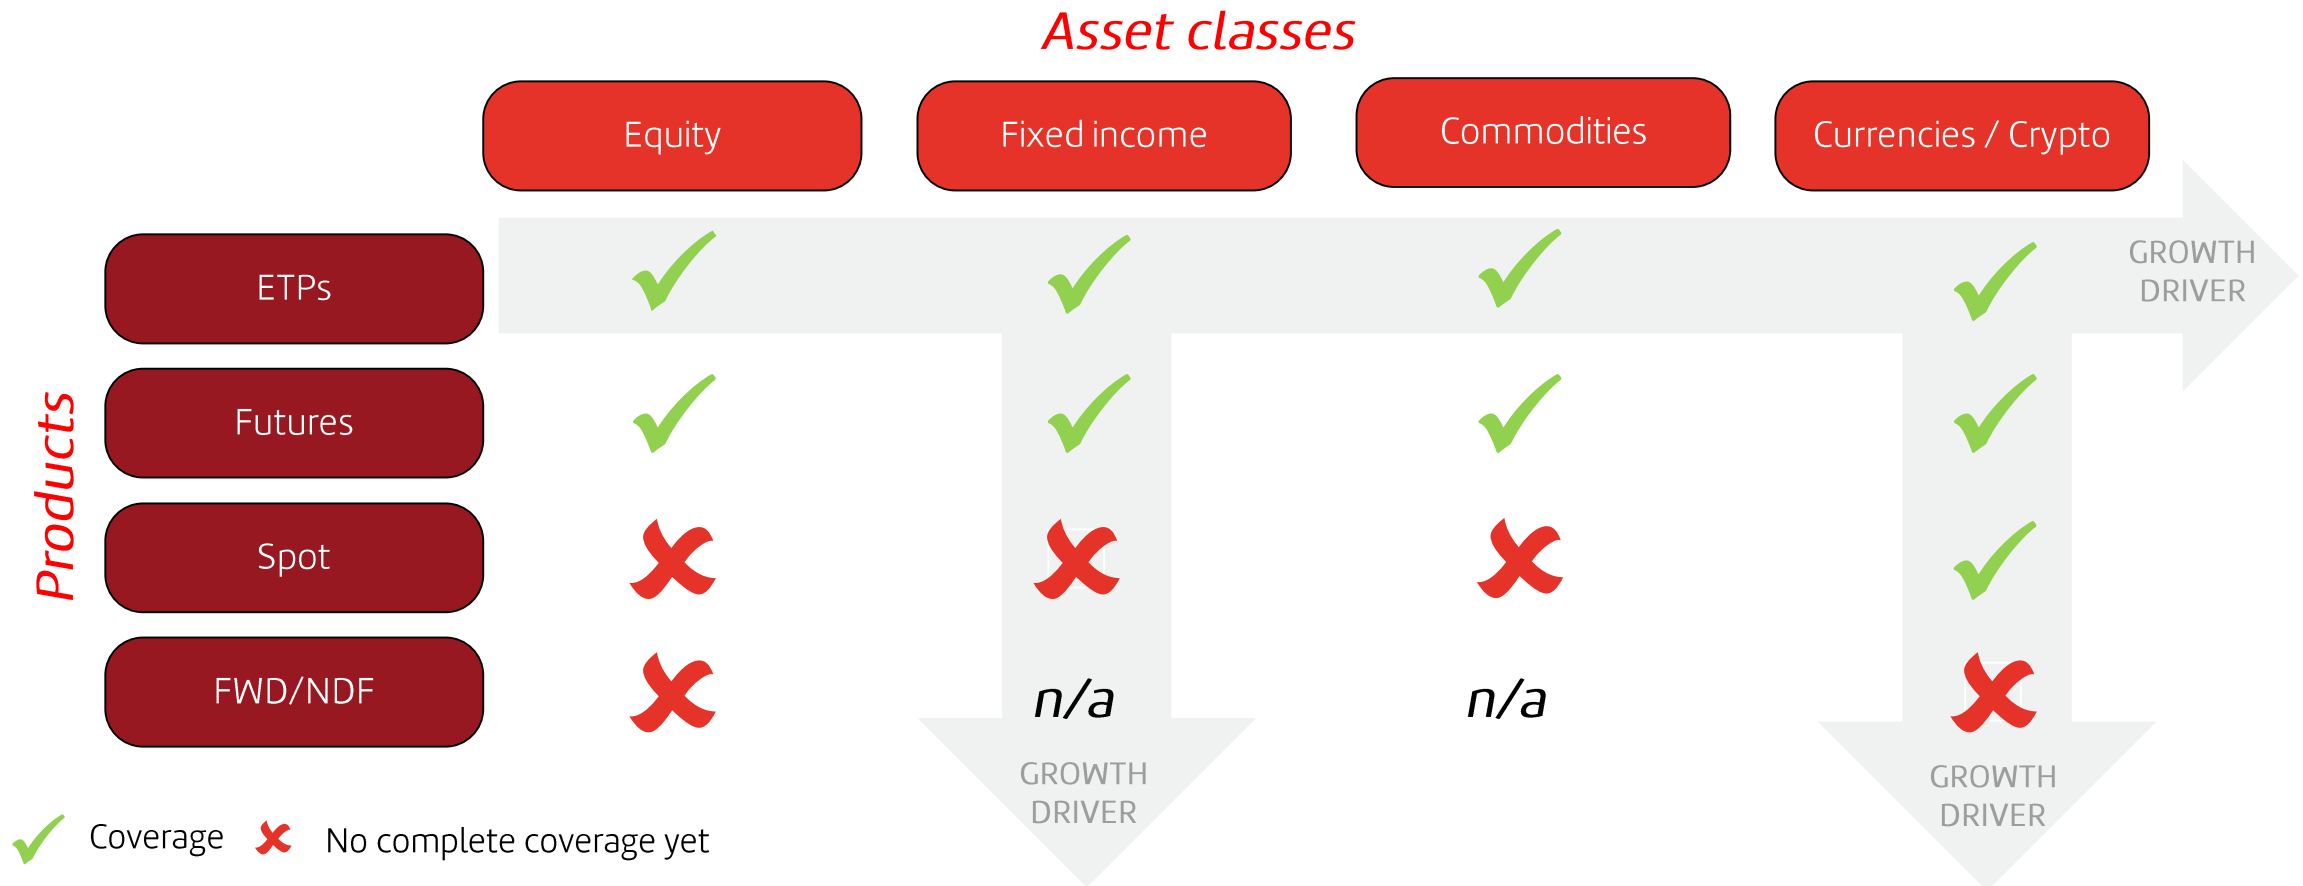 Asset classes
Equity
Fixed income
Commodities
Currencies / Crypto
Products
ETPs
GROWTH
DRIVER
Futures
Spot
FWD/NDF
n/a
n/a
GROWTH
DRIVER
GROWTH
DRIVER
Coverage
No complete coverage yet